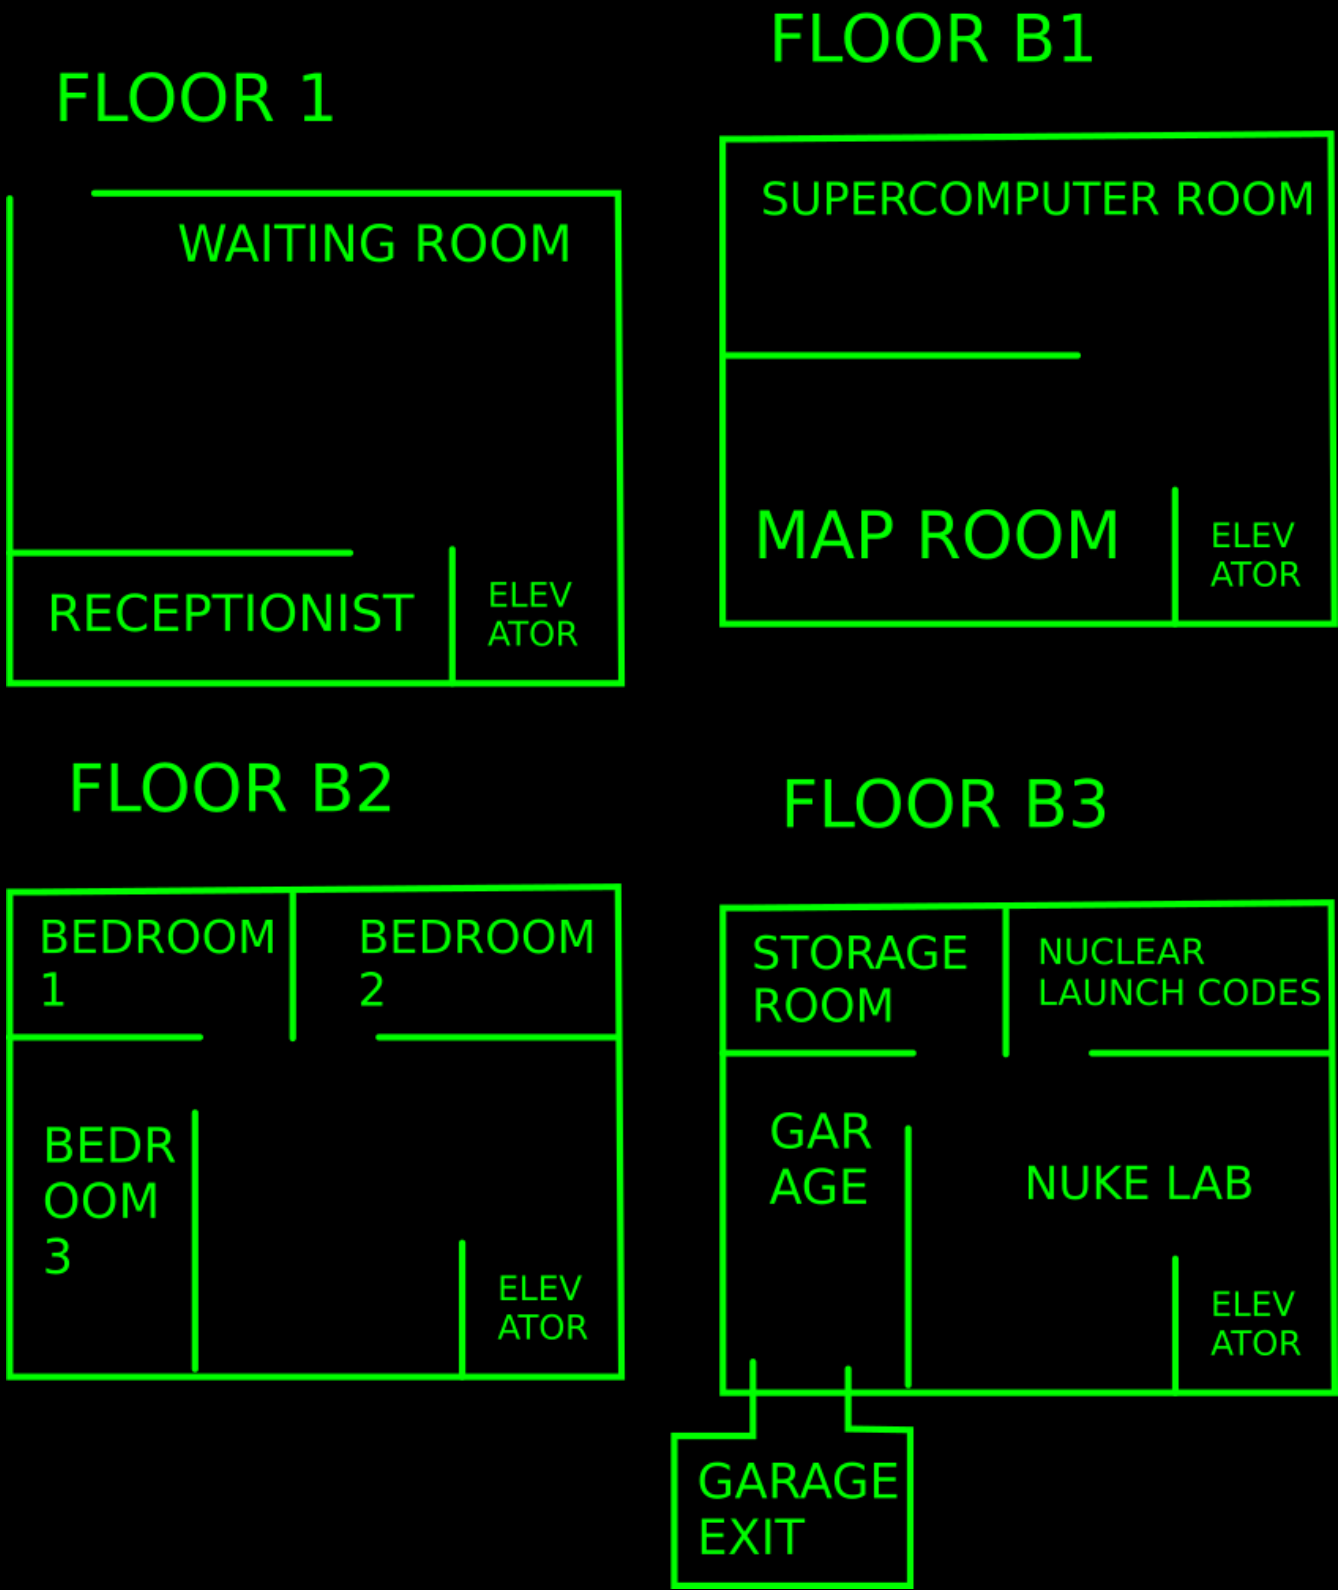 FLOOR 1
WAITING ROOM
RECEPTIONIST
ELEV
ATOR
FLOOR B1
SUPERCOMPUTER ROOM
MAP ROOM
ELEV
ATOR
FLOOR B2
BEDROOM
1
BEDROOM
2
BEDR
OOM
3
ELEV
ATOR
FLOOR B3
STORAGE
ROOM
NUCLEAR
LAUNCH CODES
GAR
AGE
NUKE LAB
ELEV
ATOR
GARAGE
EXIT